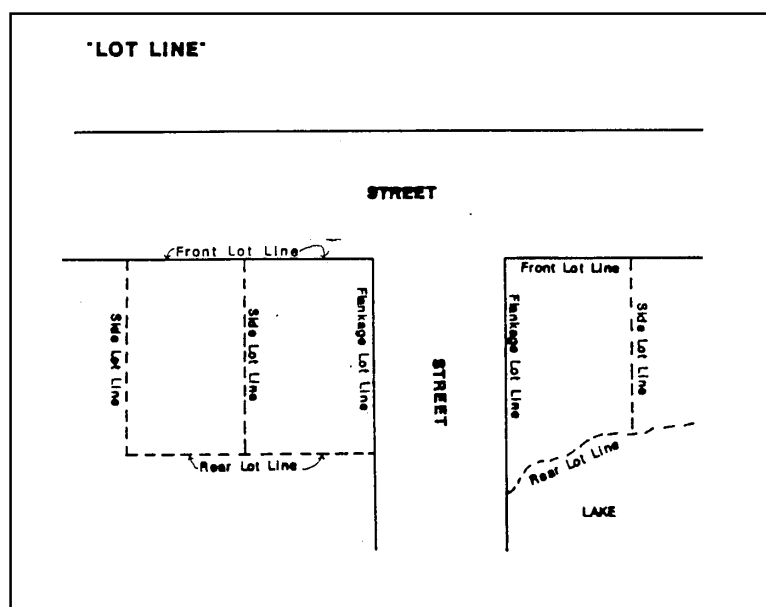 "LOT LINE"
STREET
Front Lot Line
Front Lot Line
Side Lot Line
Side Lot Line
Flankage Lot Line
STREET
Flankage Lot Line
Side Lot Line
Rear Lot Line
Rear Lot Line
LAKE